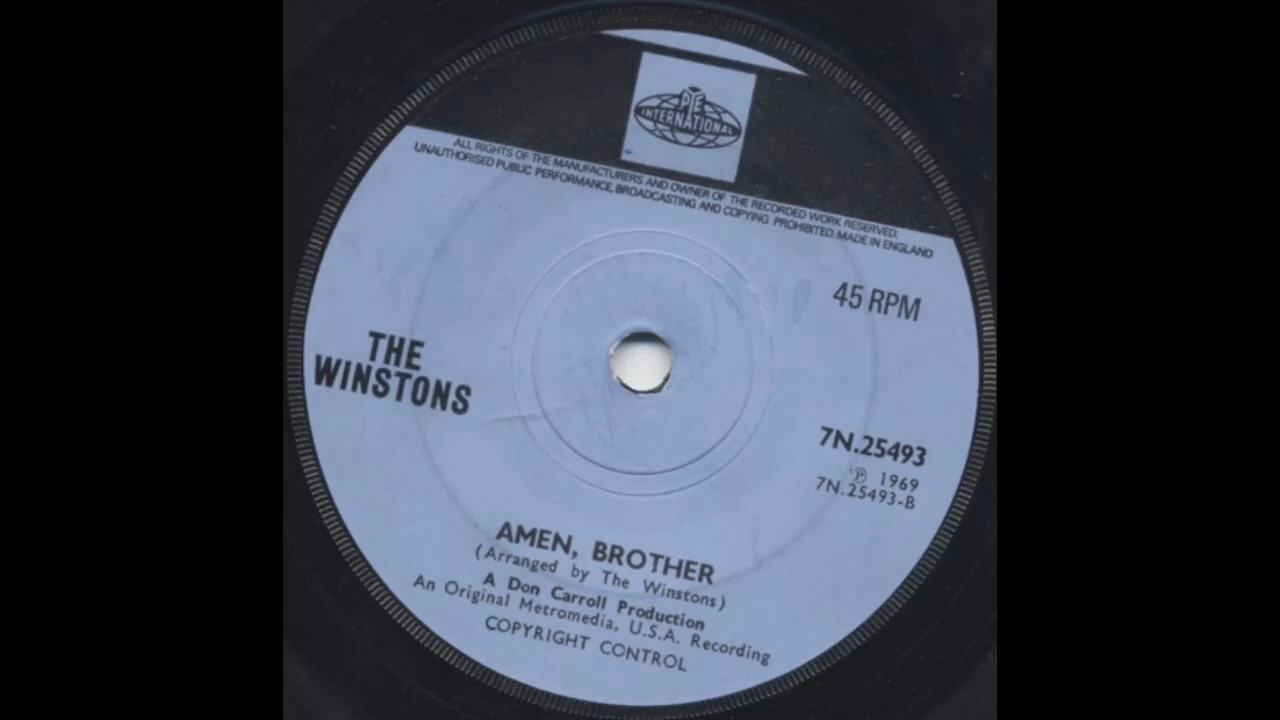 PYE
INTERNATIONAL
ALL RIGHTS OF THE MANUFACTURERS AND OWNER OF THE RECORDED WORK RESERVED.
UNAUTHORISED PUBLIC PERFORMANCE, BROADCASTING AND COPYING PROHIBITED. MADE IN ENGLAND
45 RPM
THE
WINSTONS
7N.25493
℗ 1969
7N.25493-B
AMEN, BROTHER
(Arranged by The Winstons)
A Don Carroll Production
An Original Metromedia, U.S.A. Recording
COPYRIGHT CONTROL